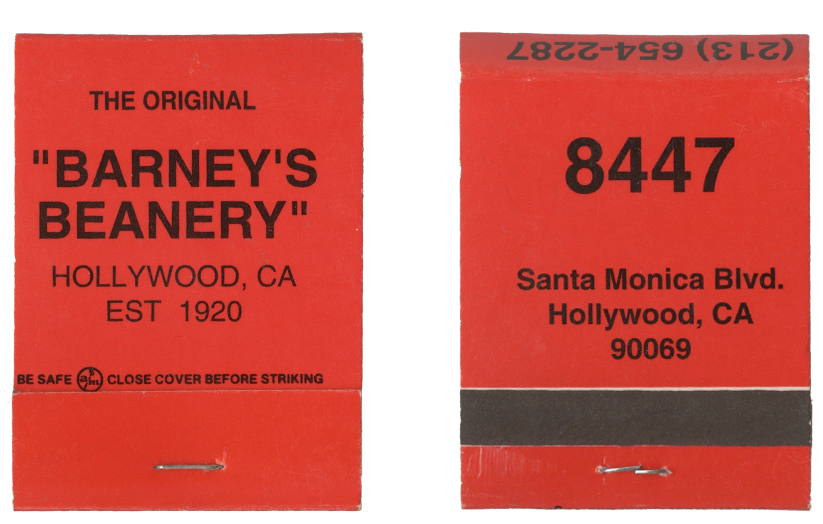 THE ORIGINAL
"BARNEY'S
BEANERY"
HOLLYWOOD, CA
EST 1920
BE SAFE CLOSE COVER BEFORE STRIKING
(213) 654-2287
8447
Santa Monica Blvd.
Hollywood, CA
90069